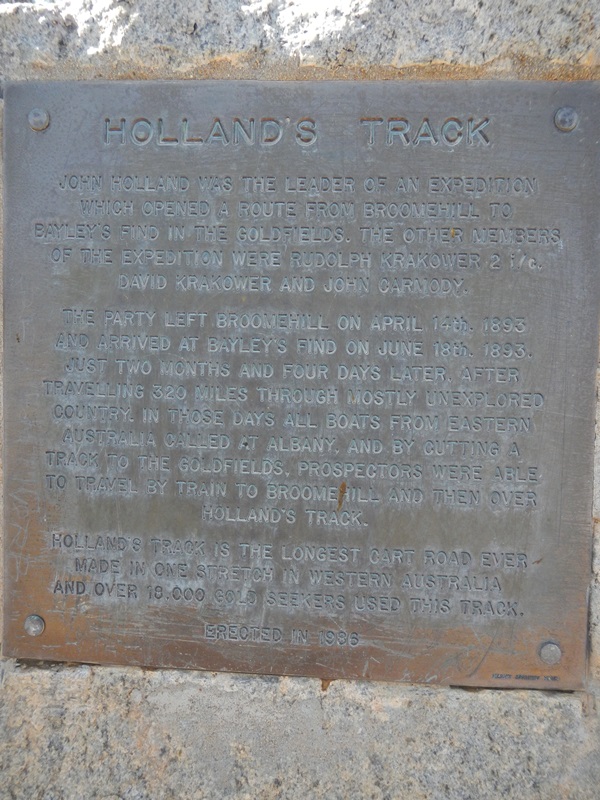 HOLLAND'S TRACK
JOHN HOLLAND WAS THE LEADER OF AN EXPEDITION
WHICH OPENED A ROUTE FROM BROOMEHILL TO
BAYLEY'S FIND IN THE GOLDFIELDS. THE OTHER MEMBERS
OF THE EXPEDITION WERE RUDOLPH KRAKOWER 2 i/c.
DAVID KRAKOWER AND JOHN CARMODY.
THE PARTY LEFT BROOMEHILL ON APRIL 14th. 1893
AND ARRIVED AT BAYLEY'S FIND ON JUNE 18th. 1893.
JUST TWO MONTHS AND FOUR DAYS LATER, AFTER
TRAVELLING 329 MILES THROUGH MOSTLY UNEXPLORED
COUNTRY. IN THOSE DAYS ALL BOATS FROM EASTERN
AUSTRALIA CALLED AT ALBANY, AND BY CUTTING A
TRACK TO THE GOLDFIELDS, PROSPECTORS WERE ABLE
TO TRAVEL BY TRAIN TO BROOMEHILL AND THEN OVER
HOLLAND'S TRACK.
HOLLAND'S TRACK IS THE LONGEST CART ROAD EVER
MADE IN ONE STRETCH IN WESTERN AUSTRALIA
AND OVER 18,000 GOLD SEEKERS USED THIS TRACK.
ERECTED IN 1986